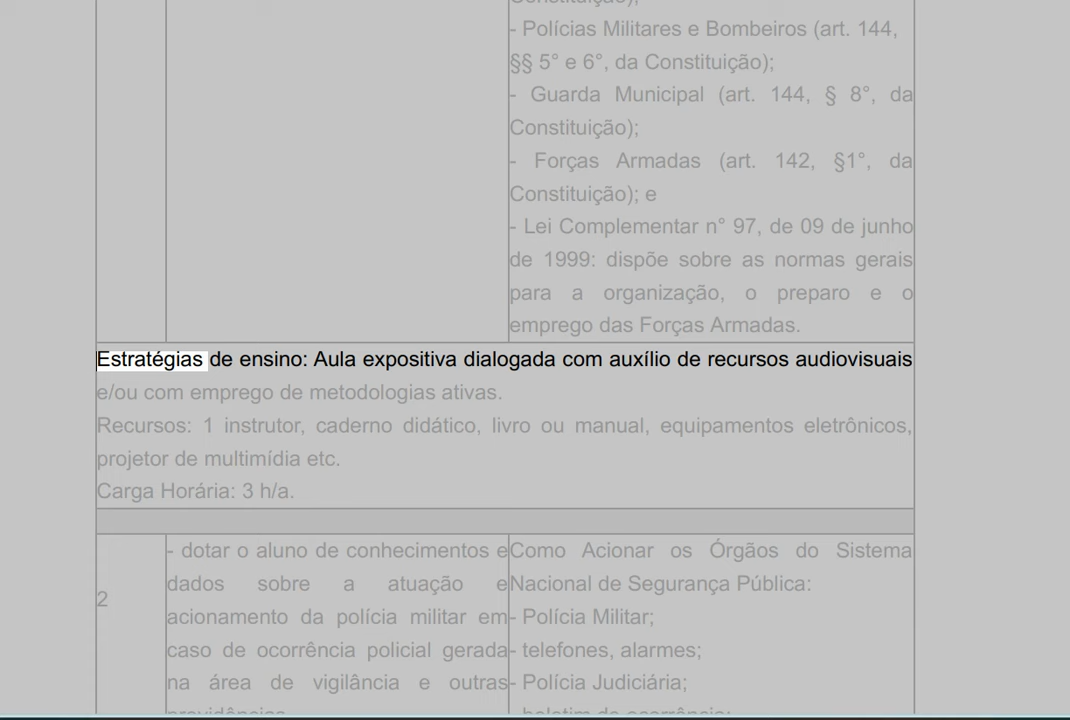 Constituição);
- Polícias Militares e Bombeiros (art. 144,
§§ 5° e 6°, da Constituição);
- Guarda Municipal (art. 144, § 8°, da
Constituição);
- Forças Armadas (art. 142, §1°, da
Constituição); e
- Lei Complementar n° 97, de 09 de junho
de 1999: dispõe sobre as normas gerais
para a organização, o preparo e o
emprego das Forças Armadas.
Estratégias de ensino: Aula expositiva dialogada com auxílio de recursos audiovisuais
e/ou com emprego de metodologias ativas.
Recursos: 1 instrutor, caderno didático, livro ou manual, equipamentos eletrônicos,
projetor de multimídia etc.
Carga Horária: 3 h/a.
2
- dotar o aluno de conhecimentos e
dados sobre a atuação e
acionamento da polícia militar em
caso de ocorrência policial gerada
na área de vigilância e outras
providências
Como Acionar os Órgãos do Sistema
Nacional de Segurança Pública:
- Polícia Militar;
- telefones, alarmes;
- Polícia Judiciária;
- boletim de ocorrência;